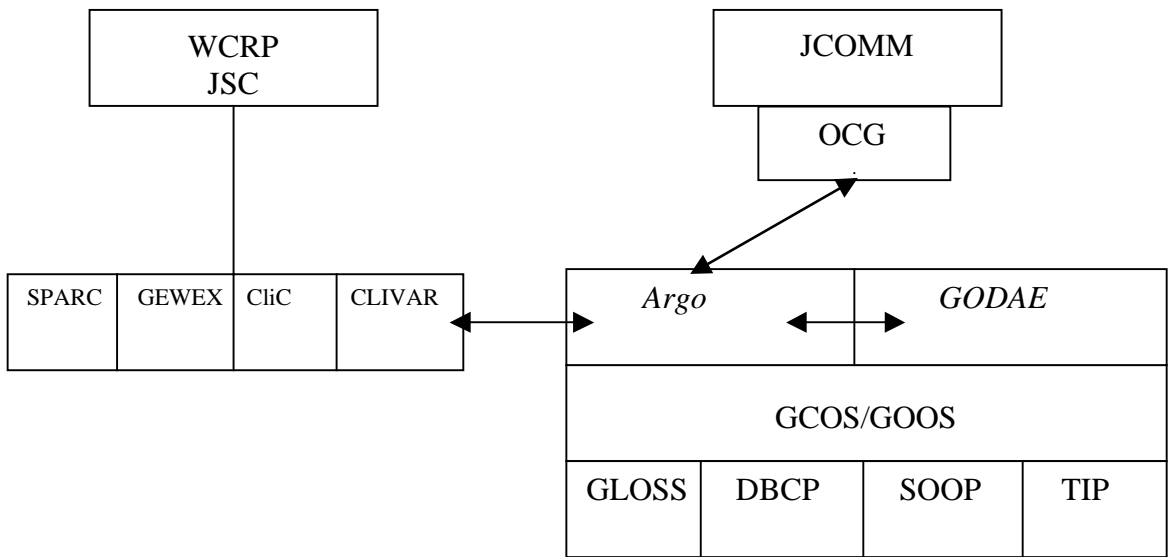 WCRP
JSC
JCOMM
OCG
.
SPARC GEWEX CliC CLIVAR
Argo GODAE
GCOS/GOOS
GLOSS DBCP SOOP TIP